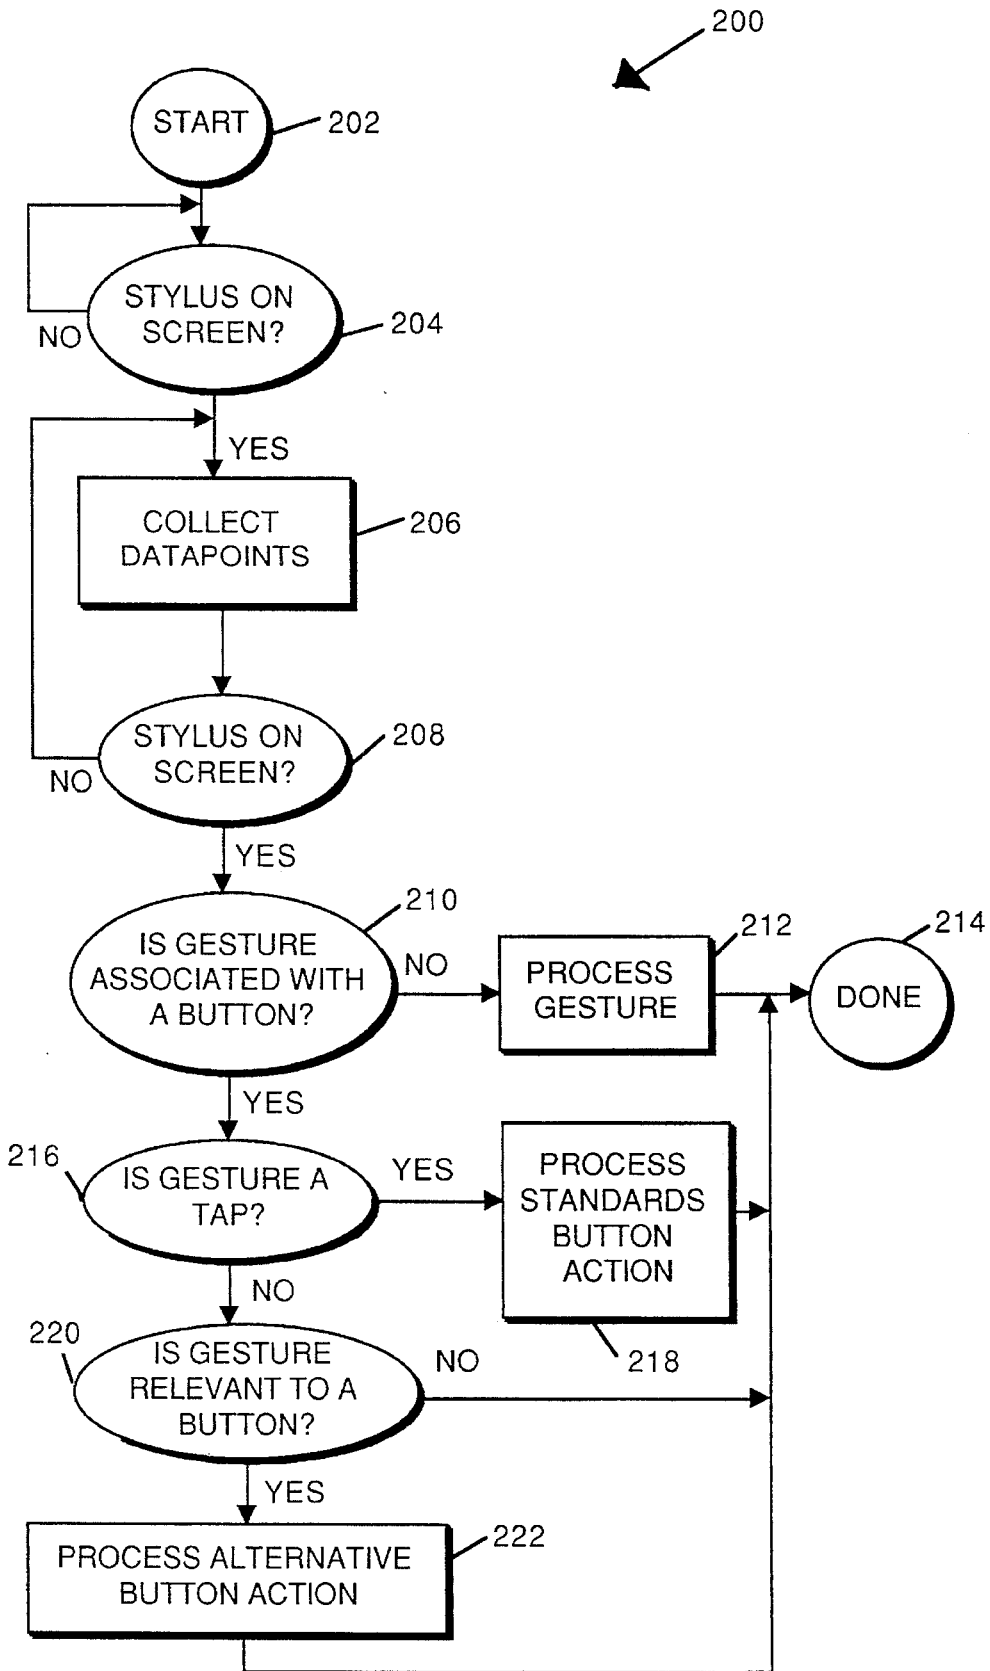 200
START
202
STYLUS ON
SCREEN?
204
NO
YES
COLLECT
DATAPOINTS
206
STYLUS ON
SCREEN?
208
NO
YES
210
IS GESTURE
ASSOCIATED WITH
A BUTTON?
NO
212
PROCESS
GESTURE
214
DONE
YES
216
IS GESTURE A
TAP?
YES
PROCESS
STANDARDS
BUTTON
ACTION
218
NO
220
IS GESTURE
RELEVANT TO A
BUTTON?
NO
YES
222
PROCESS ALTERNATIVE
BUTTON ACTION